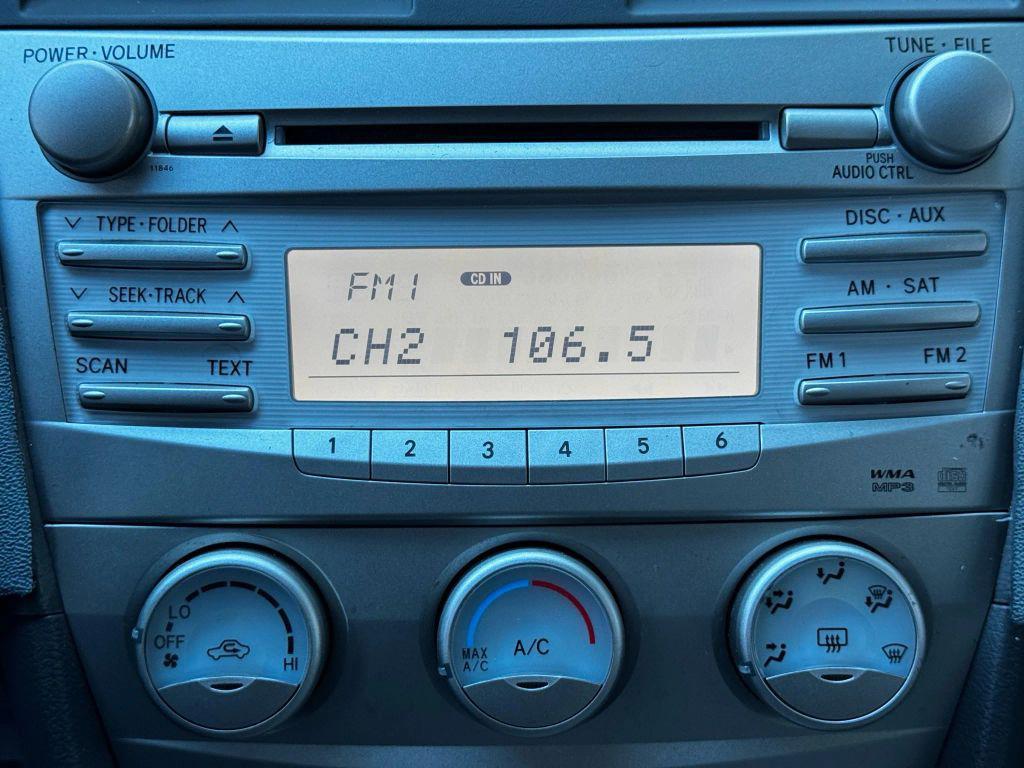 POWER · VOLUME
TUNE · FILE
11846
PUSH
AUDIO CTRL
TYPE · FOLDER
DISC · AUX
FM1 CD IN
SEEK · TRACK
AM · SAT
CH2 106.5
SCAN TEXT
FM 1 FM 2
1 2 3 4 5 6
WMA
MP3
LO
OFF
HI
MAX
A/C
A/C